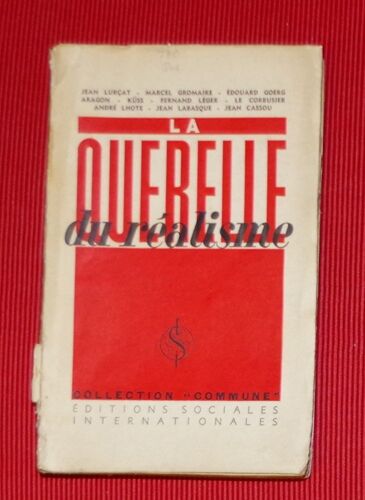 JEAN LURÇAT - MARCEL GROMAIRE - ÉDOUARD GOERG
ARAGON - KÜSS - FERNAND LÉGER - LE CORBUSIER
ANDRÉ LHOTE - JEAN LABASQUE - JEAN CASSOU
LA
QUERELLE
du réalisme
COLLECTION "COMMUNE"
ÉDITIONS SOCIALES
INTERNATIONALES